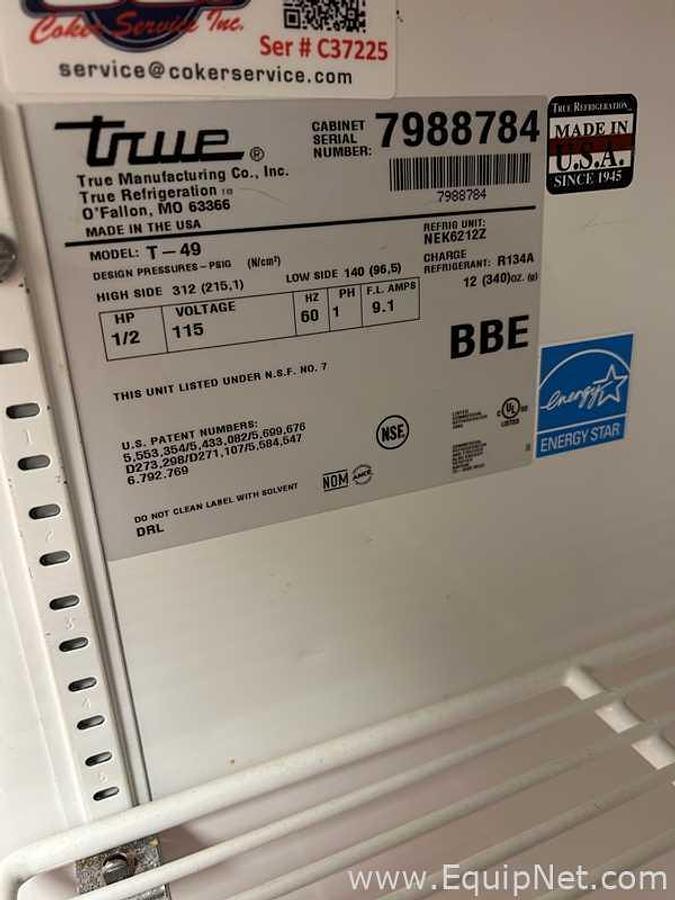 Coker Service Inc.
Ser # C37225
service@cokerservice.com
true ®
True Manufacturing Co., Inc.
True Refrigeration
O'Fallon, MO 63366
MADE IN THE USA
CABINET SERIAL NUMBER: 7988784
7988784
TRUE REFRIGERATION
MADE IN
U.S.A.
SINCE 1945
MODEL: T-49
REFRIG UNIT:
NEK6212Z
DESIGN PRESSURES-PSIG (N/cm²)
HIGH SIDE 312 (215,1) LOW SIDE 140 (96,5)
CHARGE
REFRIGERANT: R134A
12 (340)oz. (g)
HP VOLTAGE HZ PH F.L. AMPS
1/2 115 60 1 9.1
BBE
THIS UNIT LISTED UNDER N.S.F. NO. 7
U.S. PATENT NUMBERS:
5,553,354/5,433,082/5,699,676
D273,298/D271,107/5,584,547
6.792.769
NSF
UL
LISTED
NOM
ANCE
DO NOT CLEAN LABEL WITH SOLVENT
DRL
energy
ENERGY STAR
www.EquipNet.com